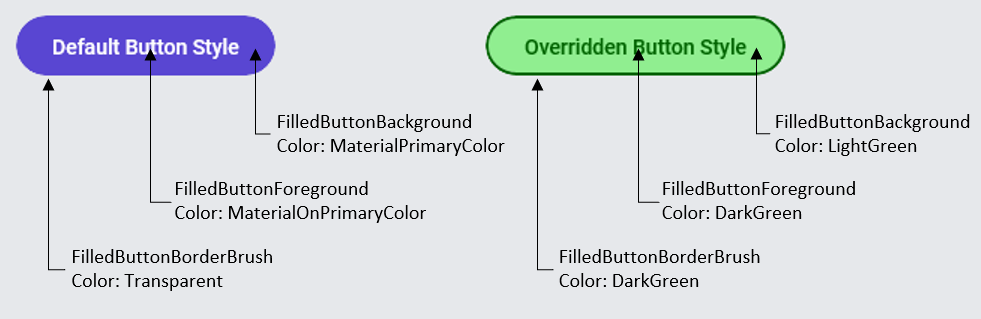 Default Button Style
FilledButtonBackground
Color: MaterialPrimaryColor
FilledButtonForeground
Color: MaterialOnPrimaryColor
FilledButtonBorderBrush
Color: Transparent
Overridden Button Style
FilledButtonBackground
Color: LightGreen
FilledButtonForeground
Color: DarkGreen
FilledButtonBorderBrush
Color: DarkGreen